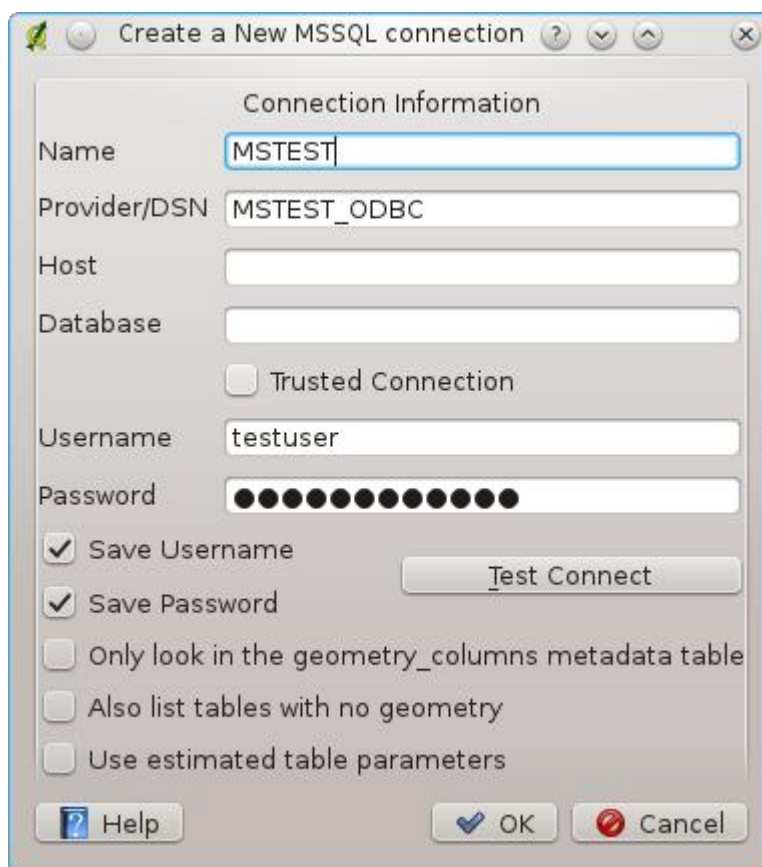 Create a New MSSQL connection
Connection Information
Name MSTEST
Provider/DSN MSTEST_ODBC
Host
Database
Trusted Connection
Username testuser
Password ●●●●●●●●●●●●
Save Username
Test Connect
Save Password
Only look in the geometry_columns metadata table
Also list tables with no geometry
Use estimated table parameters
Help OK Cancel